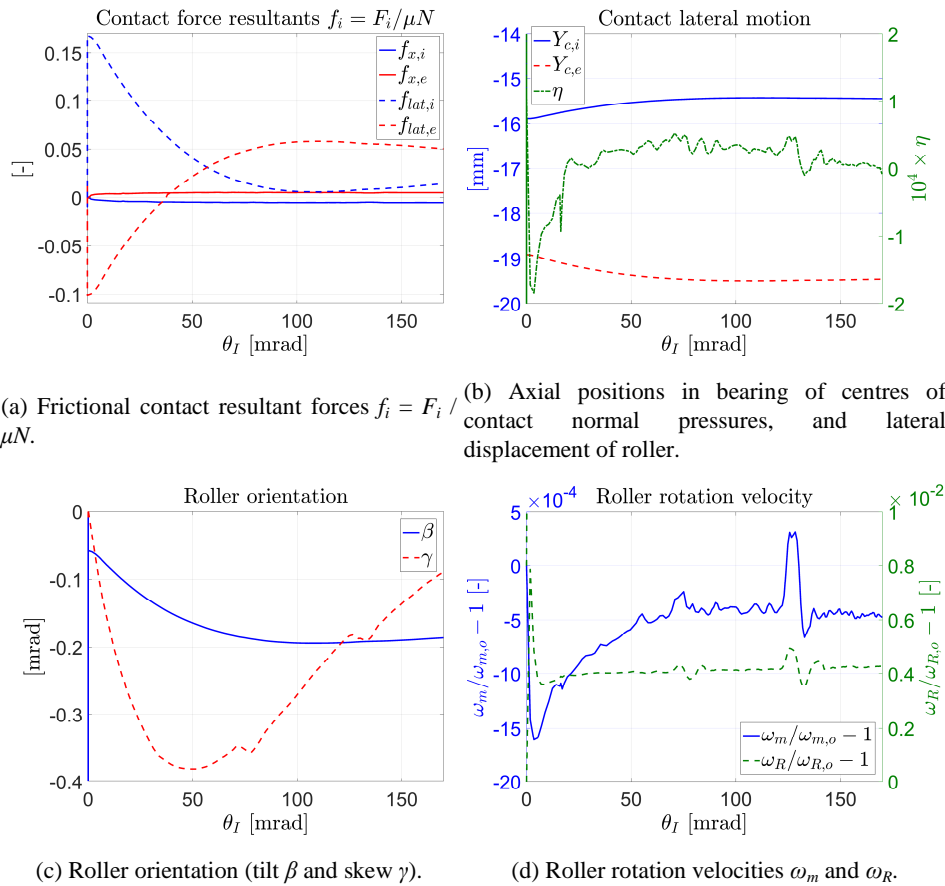 Contact force resultants f_i = F_i/μN
0.15
0.1
0.05
0
-0.05
-0.1
[-]
f_{x,i}
f_{x,e}
f_{lat,i}
f_{lat,e}
0 50 100 150
θ_I [mrad]
Contact lateral motion
-14
-15
-16
-17
-18
-19
-20
[mm]
Y_{c,i}
Y_{c,e}
η
2
1
0
-1
-2
10^4 × η
0 50 100 150
θ_I [mrad]
(a) Frictional contact resultant forces f_i = F_i /
μN.
(b) Axial positions in bearing of centres of
contact normal pressures, and lateral
displacement of roller.
Roller orientation
0
-0.1
-0.2
-0.3
-0.4
[mrad]
β
γ
0 50 100 150
θ_I [mrad]
Roller rotation velocity
×10^{-4}
5
0
-5
-10
-15
-20
ω_m/ω_{m,o} − 1 [-]
× 10^{-2}
1
0.8
0.6
0.4
0.2
0
ω_R/ω_{R,o} − 1 [-]
ω_m/ω_{m,o} − 1
ω_R/ω_{R,o} − 1
0 50 100 150
θ_I [mrad]
(c) Roller orientation (tilt β and skew γ).
(d) Roller rotation velocities ω_m and ω_R.